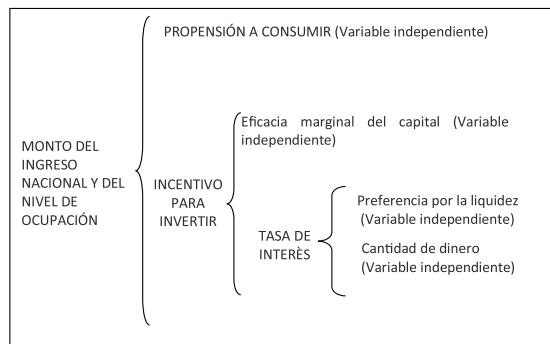 PROPENSIÓN A CONSUMIR (Variable independiente)
MONTO DEL
INGRESO
NACIONAL Y DEL
NIVEL DE
OCUPACIÓN
INCENTIVO
PARA
INVERTIR
Eficacia marginal del capital (Variable
independiente)
TASA DE
INTERÈS
Preferencia por la liquidez
(Variable independiente)
Cantidad de dinero
(Variable independiente)